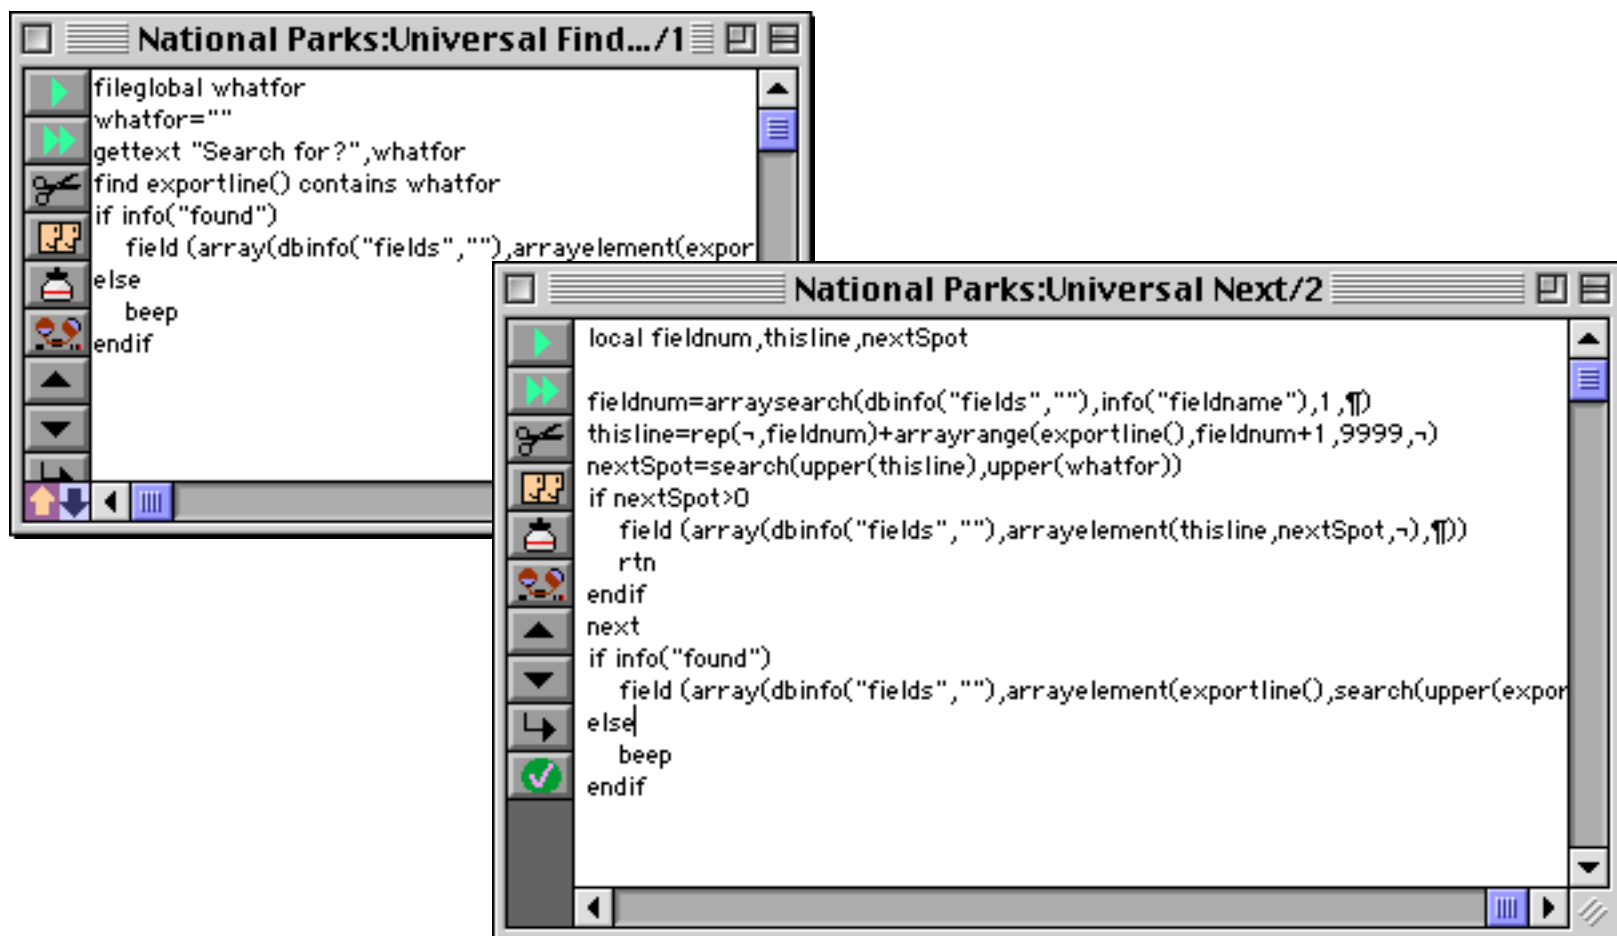 National Parks:Universal Find.../1
fileglobal whatfor
whatfor=""
gettext "Search for?",whatfor
find exportline() contains whatfor
if info("found")
field (array(dbinfo("fields",""),arrayelement(expor
else
beep
endif
National Parks:Universal Next/2
local fieldnum,thisline,nextSpot
fieldnum=arraysearch(dbinfo("fields",""),info("fieldname"),1,¶)
thisline=rep(¬,fieldnum)+arrayrange(exportline(),fieldnum+1,9999,¬)
nextSpot=search(upper(thisline),upper(whatfor))
if nextSpot>0
field (array(dbinfo("fields",""),arrayelement(thisline,nextSpot,¬),¶))
rtn
endif
next
if info("found")
field (array(dbinfo("fields",""),arrayelement(exportline(),search(upper(expor
else
beep
endif